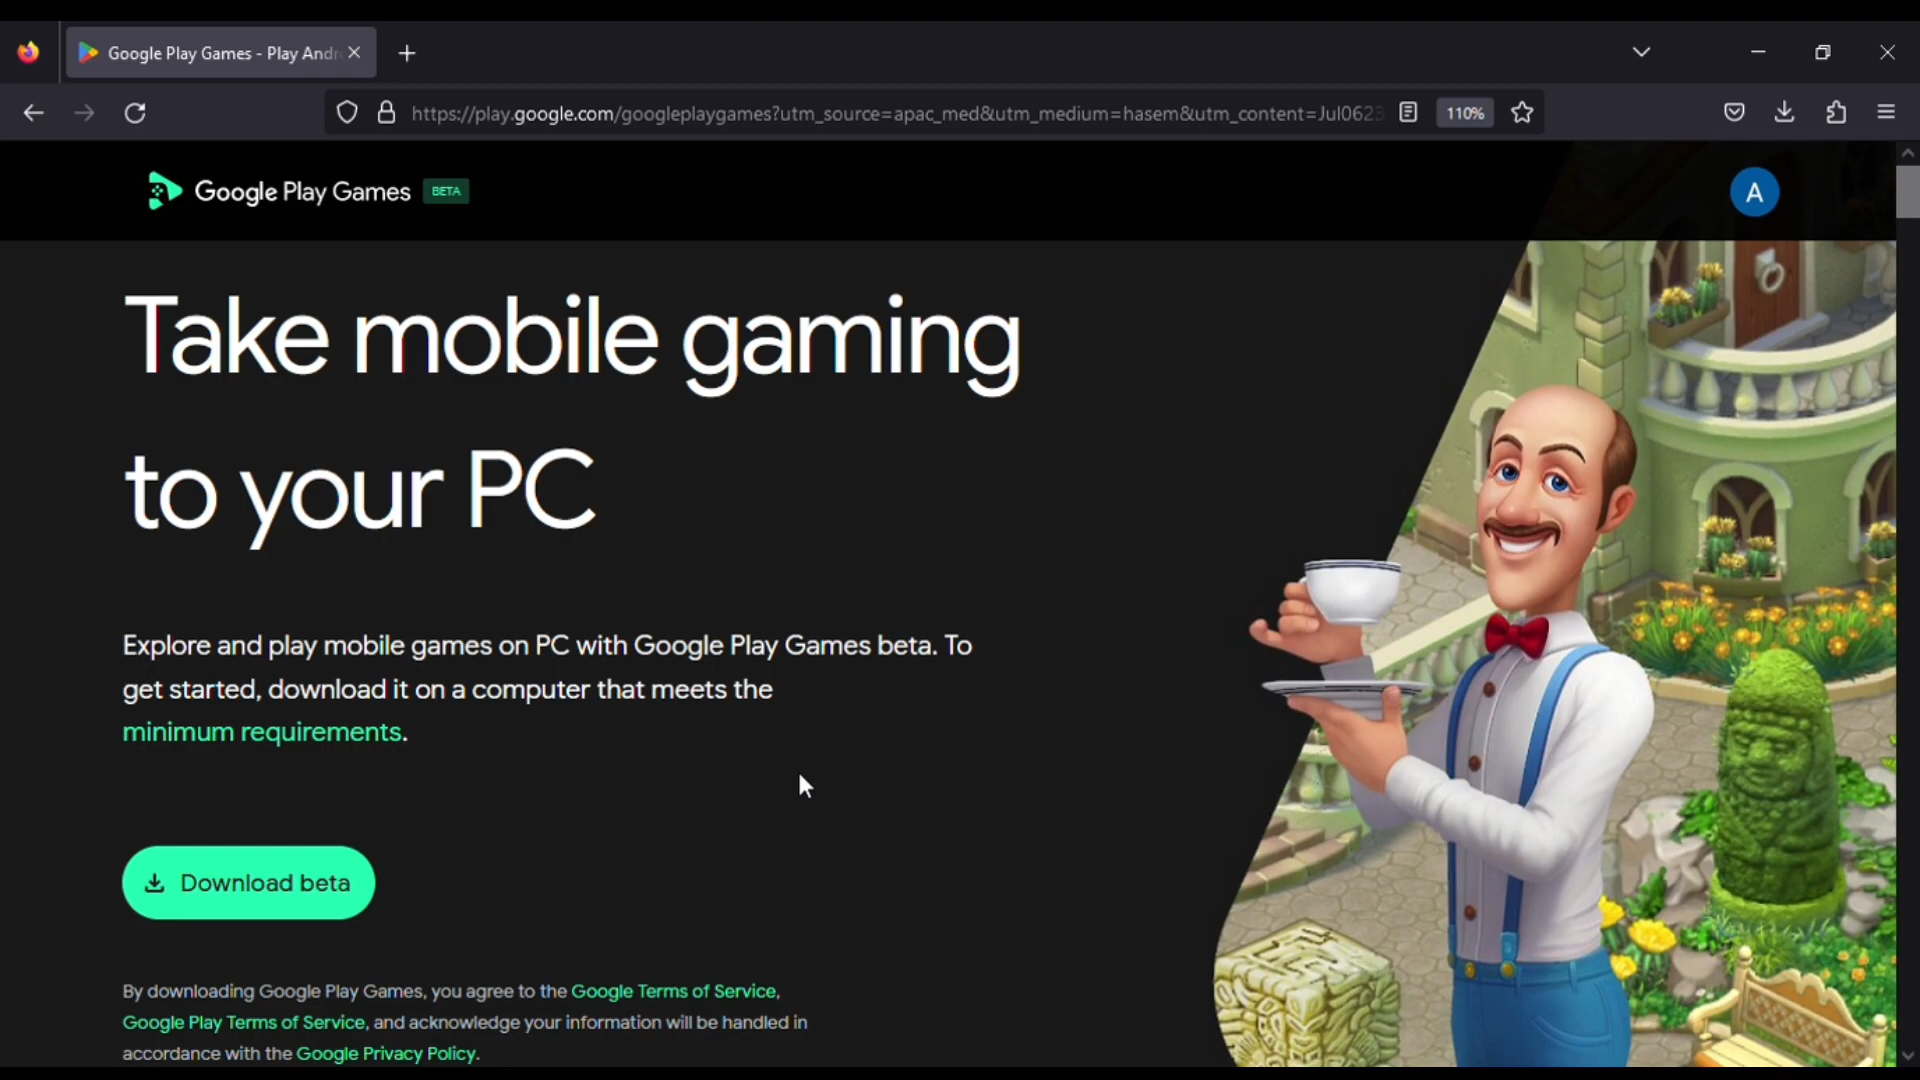 Google Play Games - Play Andr
https://play.google.com/googleplaygames?utm_source=apac_med&utm_medium=hasem&utm_content=Jul0623
110%
Google Play Games BETA
A
Take mobile gaming
to your PC
Explore and play mobile games on PC with Google Play Games beta. To
get started, download it on a computer that meets the
minimum requirements.
Download beta
By downloading Google Play Games, you agree to the Google Terms of Service,
Google Play Terms of Service, and acknowledge your information will be handled in
accordance with the Google Privacy Policy.